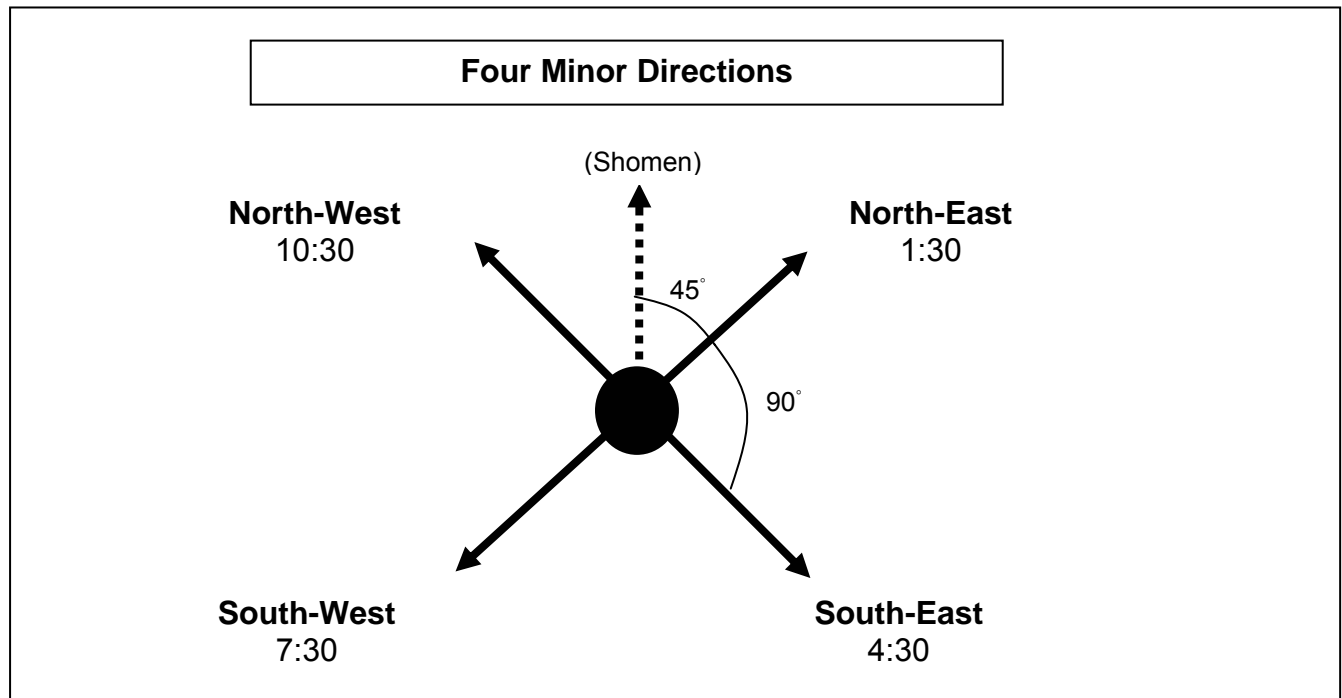 Four Minor Directions
(Shomen)
North-West
10:30
North-East
1:30
45°
90°
South-West
7:30
South-East
4:30